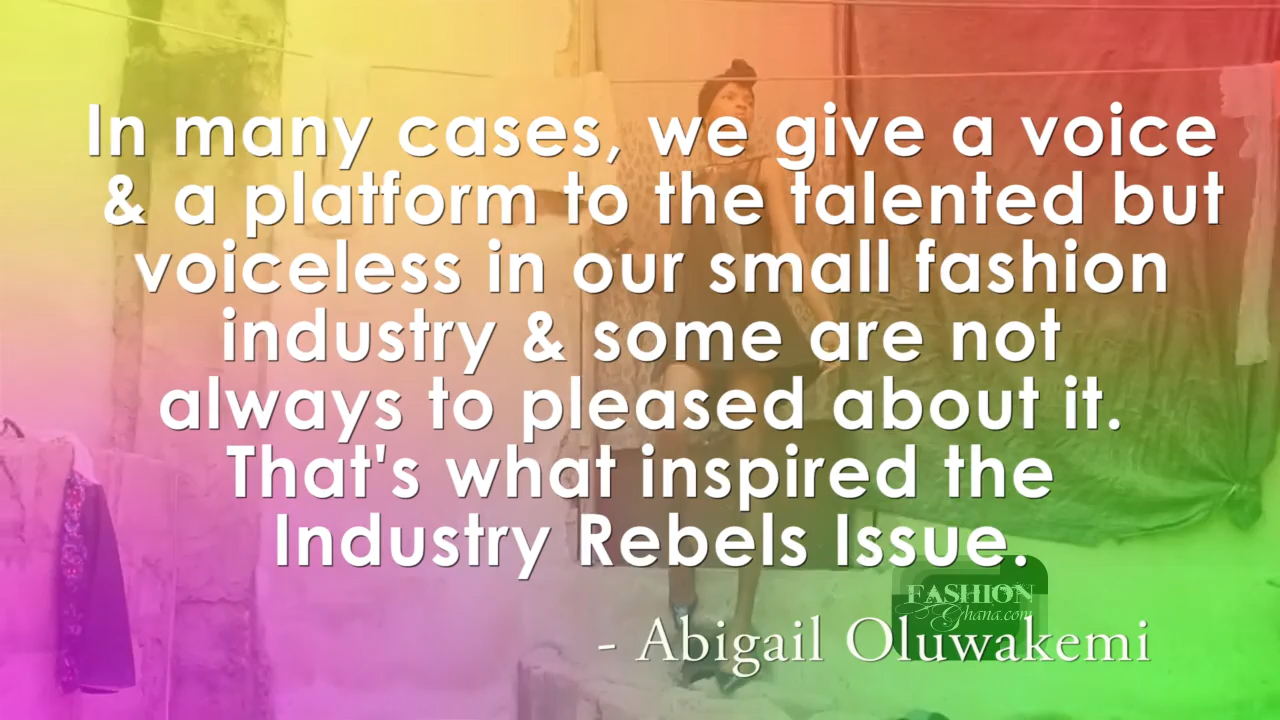 In many cases, we give a voice
& a platform to the talented but
voiceless in our small fashion
industry & some are not
always to pleased about it.
That's what inspired the
Industry Rebels Issue.
FASHION
Ghana.com
- Abigail Oluwakemi